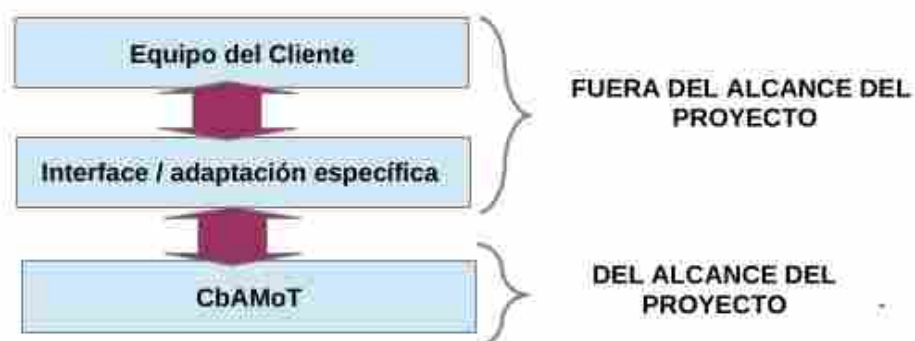 Equipo del Cliente
FUERA DEL ALCANCE DEL
PROYECTO
Interface / adaptación específica
CbAMoT
DEL ALCANCE DEL
PROYECTO